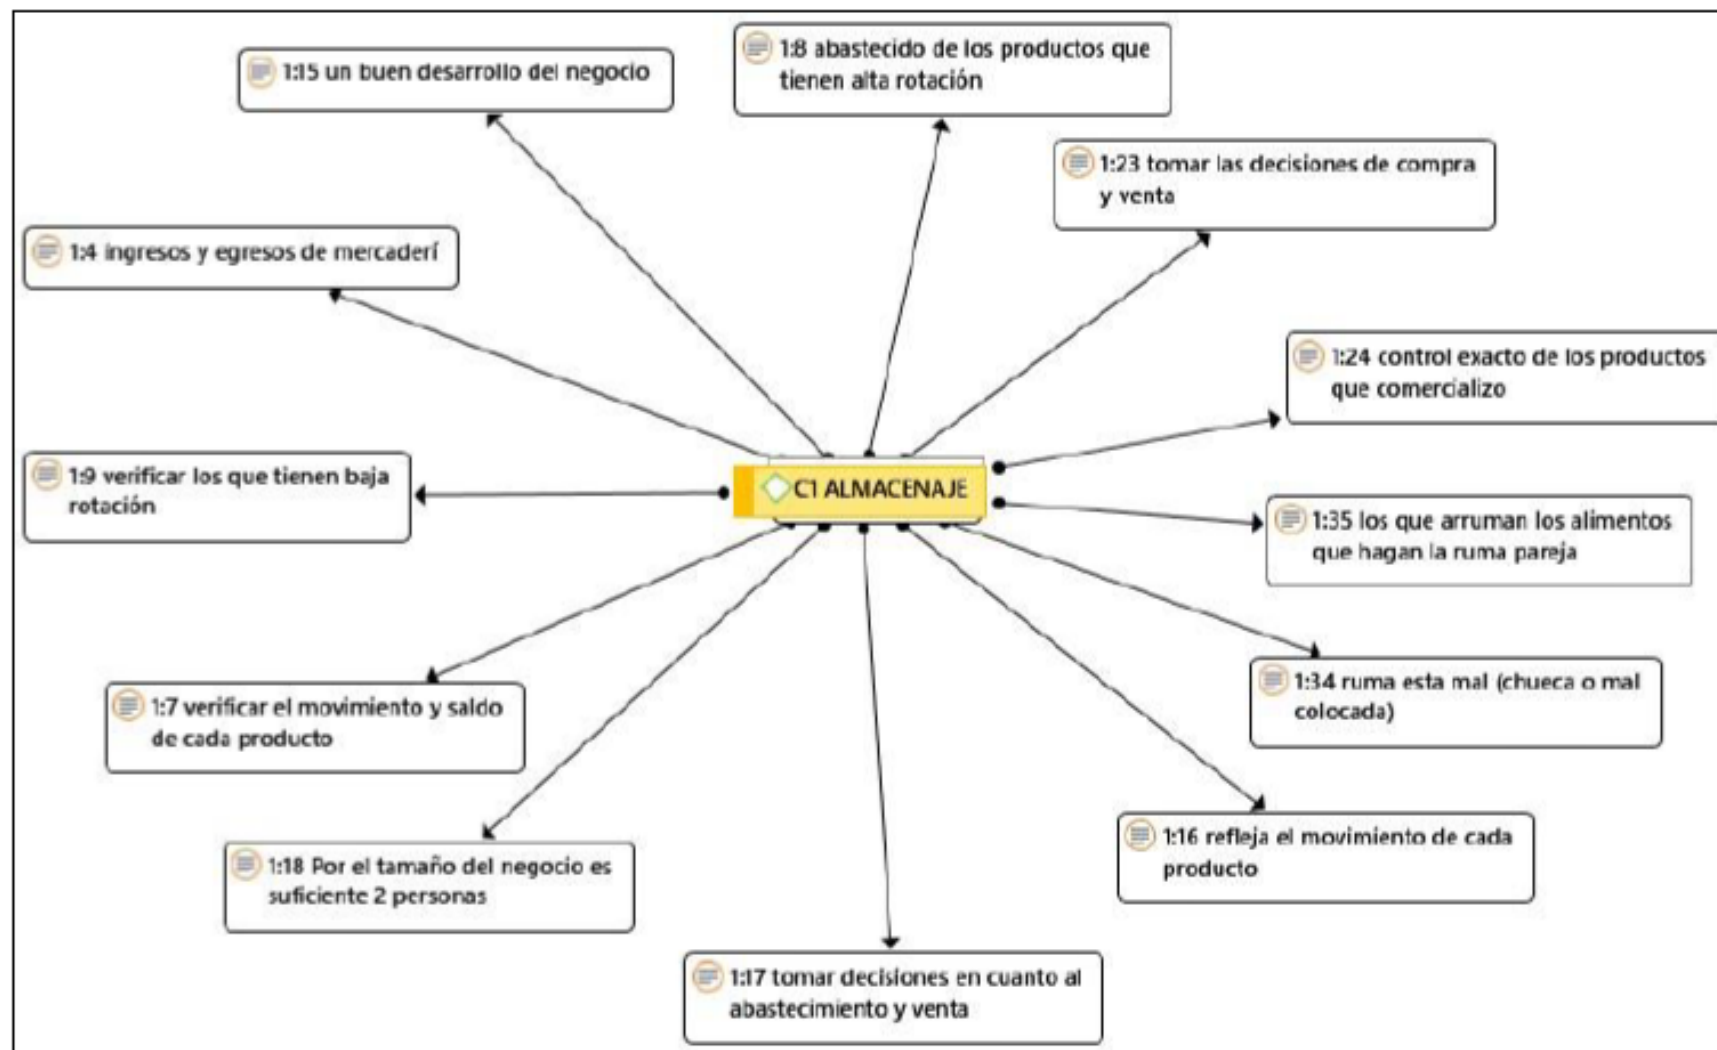 1:15 un buen desarrollo del negocio
1:8 abastecido de los productos que
tienen alta rotación
1:23 tomar las decisiones de compra
y venta
1:4 ingresos y egresos de mercaderí
1:24 control exacto de los productos
que comercializo
1:9 verificar los que tienen baja
rotación
C1 ALMACENAJE
1:35 los que arruman los alimentos
que hagan la ruma pareja
1:34 ruma esta mal (chueca o mal
colocada)
1:7 verificar el movimiento y saldo
de cada producto
1:16 refleja el movimiento de cada
producto
1:18 Por el tamaño del negocio es
suficiente 2 personas
1:17 tomar decisiones en cuanto al
abastecimiento y venta